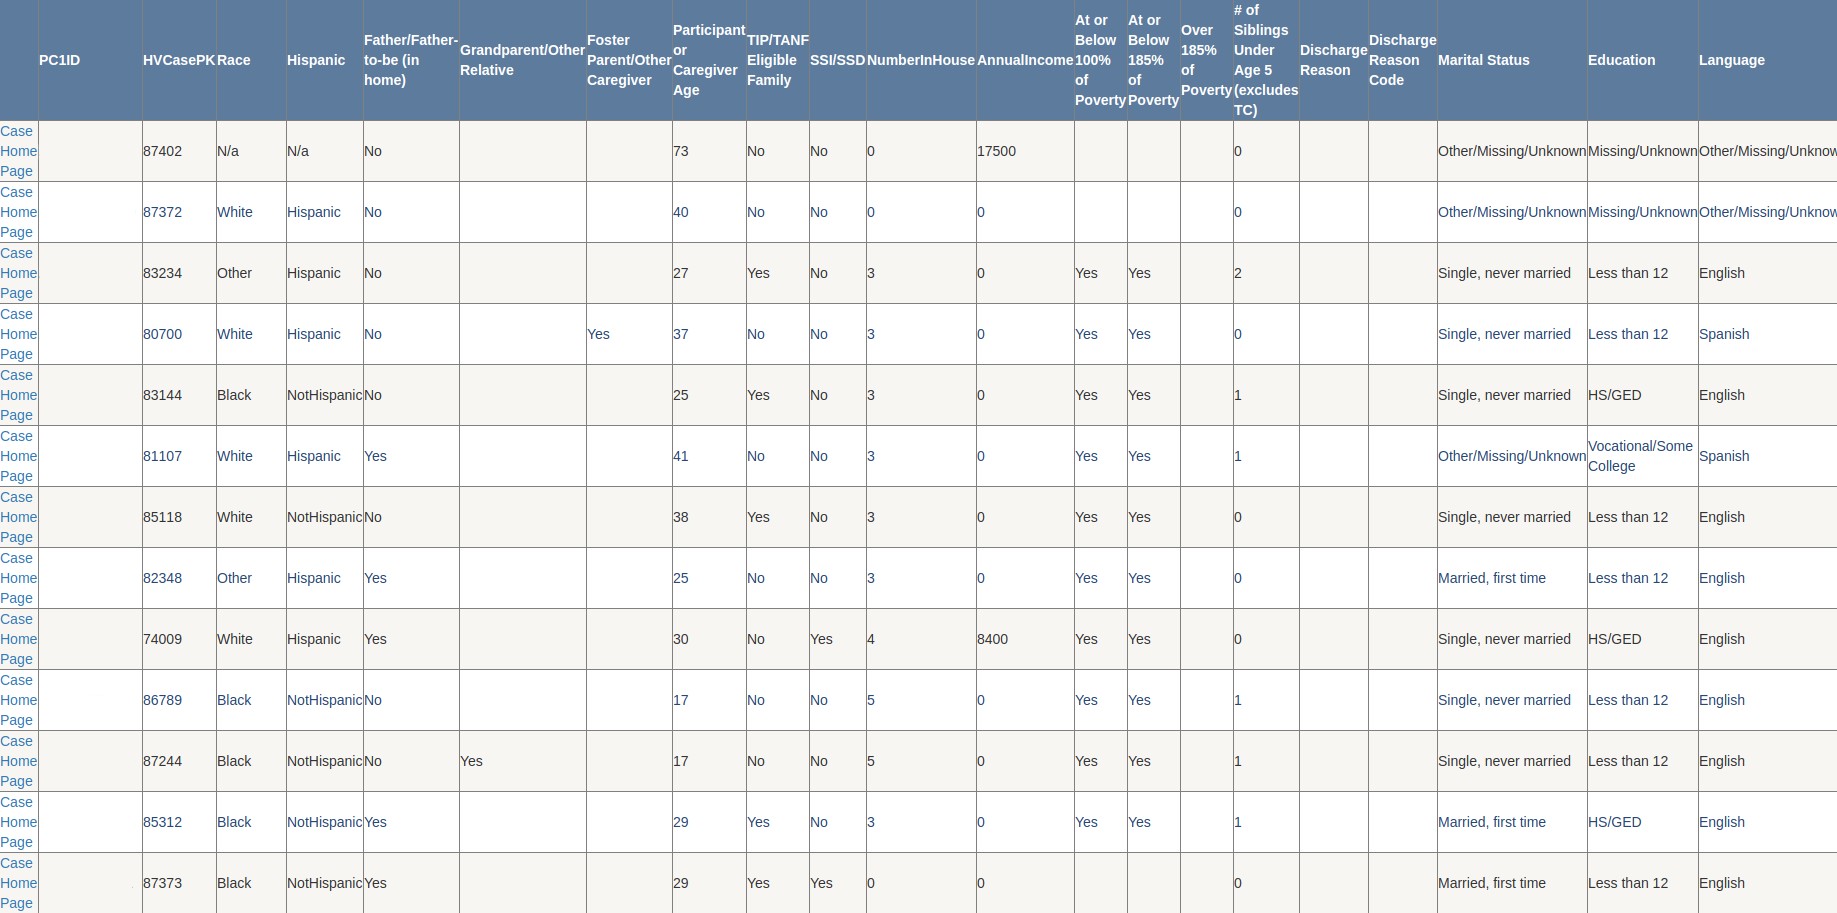 PC1ID HVCasePK Race Hispanic Father/Father-to-be (in home) Grandparent/Other Relative Foster Parent/Other Caregiver Participant or Caregiver Age TIP/TANF Eligible Family SSI/SSD NumberInHouse AnnualIncome At or Below 100% of Poverty At or Below 185% of Poverty Over 185% of Poverty # of Siblings Under Age 5 (excludes TC) Discharge Reason Discharge Reason Code Marital Status Education Language
Case Home Page 87402 N/a N/a No 73 No No 0 17500 0 Other/Missing/Unknown Missing/Unknown Other/Missing/Unknow
Case Home Page 87372 White Hispanic No 40 No No 0 0 0 Other/Missing/Unknown Missing/Unknown Other/Missing/Unknow
Case Home Page 83234 Other Hispanic No 27 Yes No 3 0 Yes Yes 2 Single, never married Less than 12 English
Case Home Page 80700 White Hispanic No Yes 37 No No 3 0 Yes Yes 0 Single, never married Less than 12 Spanish
Case Home Page 83144 Black NotHispanic No 25 Yes No 3 0 Yes Yes 1 Single, never married HS/GED English
Case Home Page 81107 White Hispanic Yes 41 No No 3 0 Yes Yes 1 Other/Missing/Unknown Vocational/Some College Spanish
Case Home Page 85118 White NotHispanic No 38 Yes No 3 0 Yes Yes 0 Single, never married Less than 12 English
Case Home Page 82348 Other Hispanic Yes 25 No No 3 0 Yes Yes 0 Married, first time Less than 12 English
Case Home Page 74009 White Hispanic Yes 30 No Yes 4 8400 Yes Yes 0 Single, never married HS/GED English
Case Home Page 86789 Black NotHispanic No 17 No No 5 0 Yes Yes 1 Single, never married Less than 12 English
Case Home Page 87244 Black NotHispanic No Yes 17 No No 5 0 Yes Yes 1 Single, never married Less than 12 English
Case Home Page 85312 Black NotHispanic Yes 29 Yes No 3 0 Yes Yes 1 Married, first time HS/GED English
Case Home Page 87373 Black NotHispanic Yes 29 Yes Yes 0 0 0 Married, first time Less than 12 English